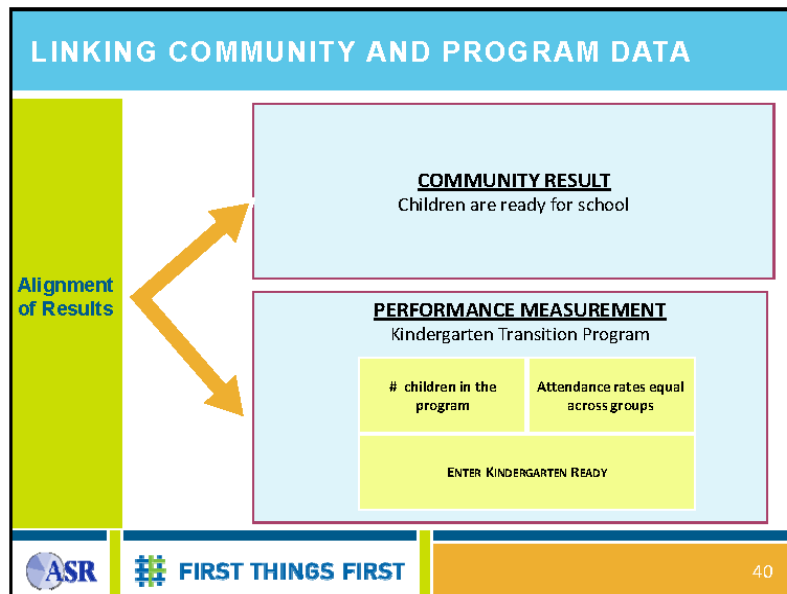 LINKING COMMUNITY AND PROGRAM DATA
Alignment
of Results
COMMUNITY RESULT
Children are ready for school
PERFORMANCE MEASUREMENT
Kindergarten Transition Program
# children in the
program
Attendance rates equal
across groups
ENTER KINDERGARTEN READY
ASR
FIRST THINGS FIRST
40